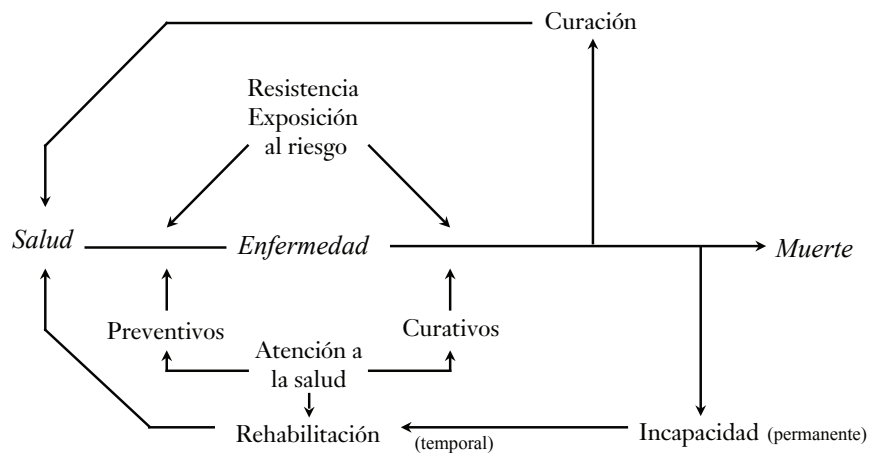 Curación
Resistencia
Exposición
al riesgo
Salud
Enfermedad
Muerte
Preventivos
Curativos
Atención a
la salud
Rehabilitación
(temporal)
Incapacidad (permanente)